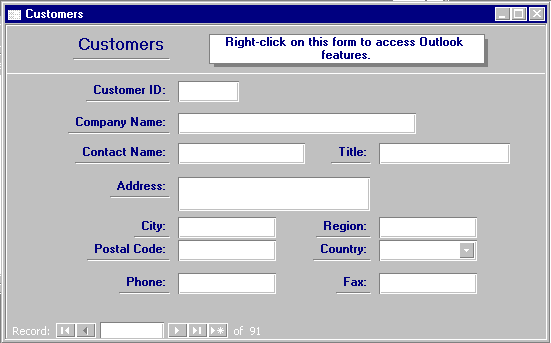 Customers
Customers
Right-click on this form to access Outlook
features.
Customer ID:
Company Name:
Contact Name:
Title:
Address:
City:
Region:
Postal Code:
Country:
Phone:
Fax:
Record: of 91